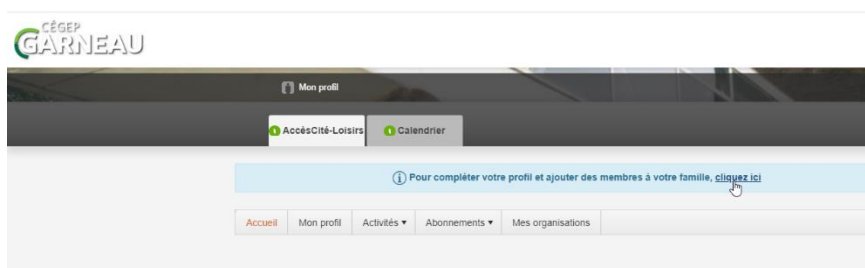 CÉGEP
GARNEAU
Mon profil
AccèsCité-Loisirs
Calendrier
Pour compléter votre profil et ajouter des membres à votre famille, cliquez ici
Accueil Mon profil Activités ▾ Abonnements ▾ Mes organisations